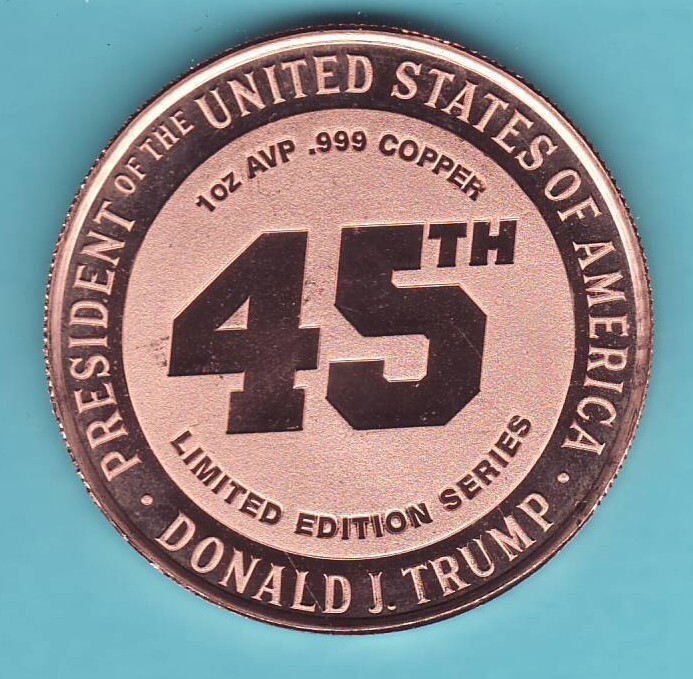 PRESIDENT OF THE UNITED STATES OF AMERICA
1oz AVP .999 COPPER
45TH
LIMITED EDITION SERIES
· DONALD J. TRUMP ·